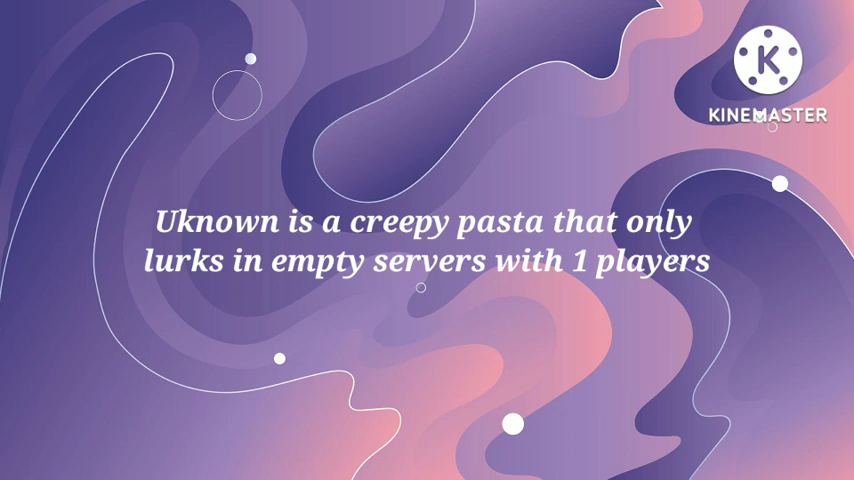 KINEMASTER
Uknown is a creepy pasta that only
lurks in empty servers with 1 players